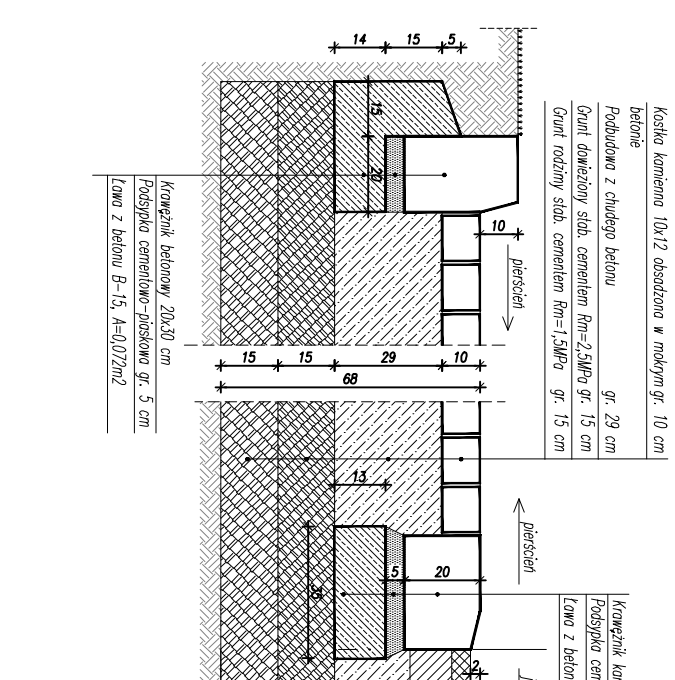 Kostka kamienna 10x12 obsadzona w mokrym gr. 10 cm
betonie
Podbudowa z chudego betonu gr. 29 cm
Grunt dowieziony stab. cementem Rm=2,5MPa gr. 15 cm
Grunt rodzimy stab. cementem Rm=1,5MPa gr. 15 cm
14 15 5
15
20
10
pierścień
Krawężnik betonowy 20x30 cm
Podsypka cementowo-piaskowa gr. 5 cm
Ława z betonu B-15, A=0,072m2
15 15 29 10
68
13
pierścień
5 20
35
Krawężnik ka
Podsypka cem
Ława z beton
2